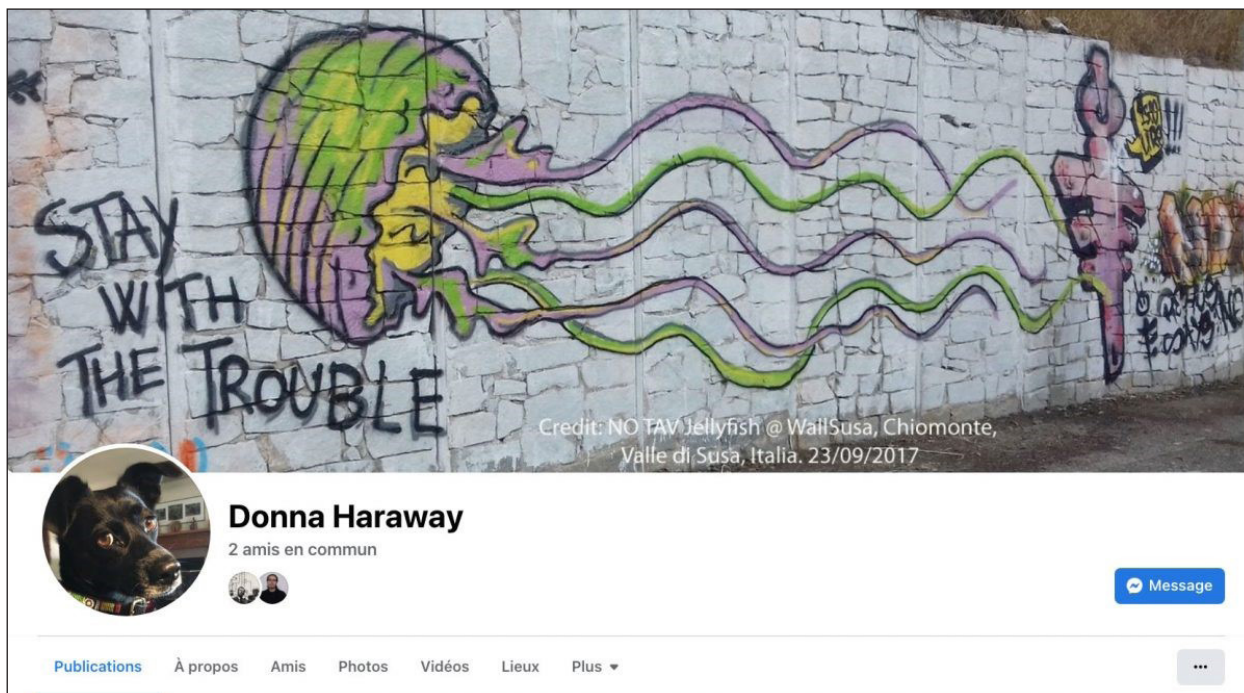 STAY
WITH
THE TROUBLE
Credit: NO TAV Jellyfish @ WallSusa, Chiomonte,
Valle di Susa, Italia. 23/09/2017
Donna Haraway
2 amis en commun
Message
Publications À propos Amis Photos Vidéos Lieux Plus